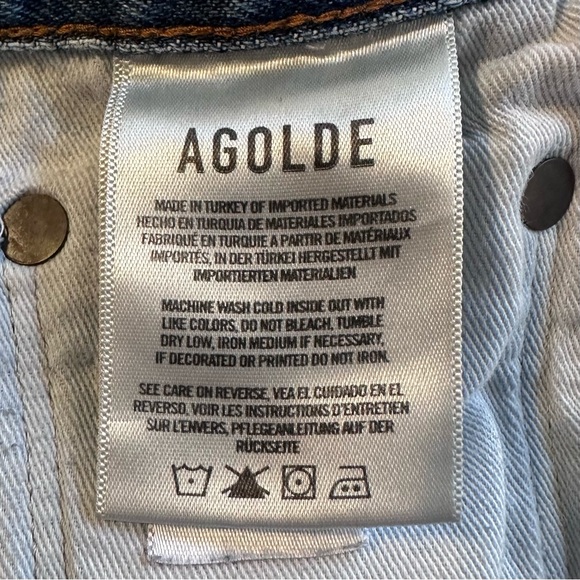 AGOLDE
MADE IN TURKEY OF IMPORTED MATERIALS
HECHO EN TURQUIA DE MATERIALES IMPORTADOS
FABRIQUÉ EN TURQUIE A PARTIR DE MATÉRIAUX
IMPORTÉS, IN DER TÜRKEI HERGESTELLT MIT
IMPORTIERTEN MATERIALIEN
MACHINE WASH COLD INSIDE OUT WITH
LIKE COLORS, DO NOT BLEACH, TUMBLE
DRY LOW, IRON MEDIUM IF NECESSARY,
IF DECORATED OR PRINTED DO NOT IRON.
SEE CARE ON REVERSE, VEA EL CUIDADO EN EL
REVERSO, VOIR LES INSTRUCTIONS D'ENTRETIEN
SUR L'ENVERS, PFLEGEANLEITUNG AUF DER
RÜCKSEITE